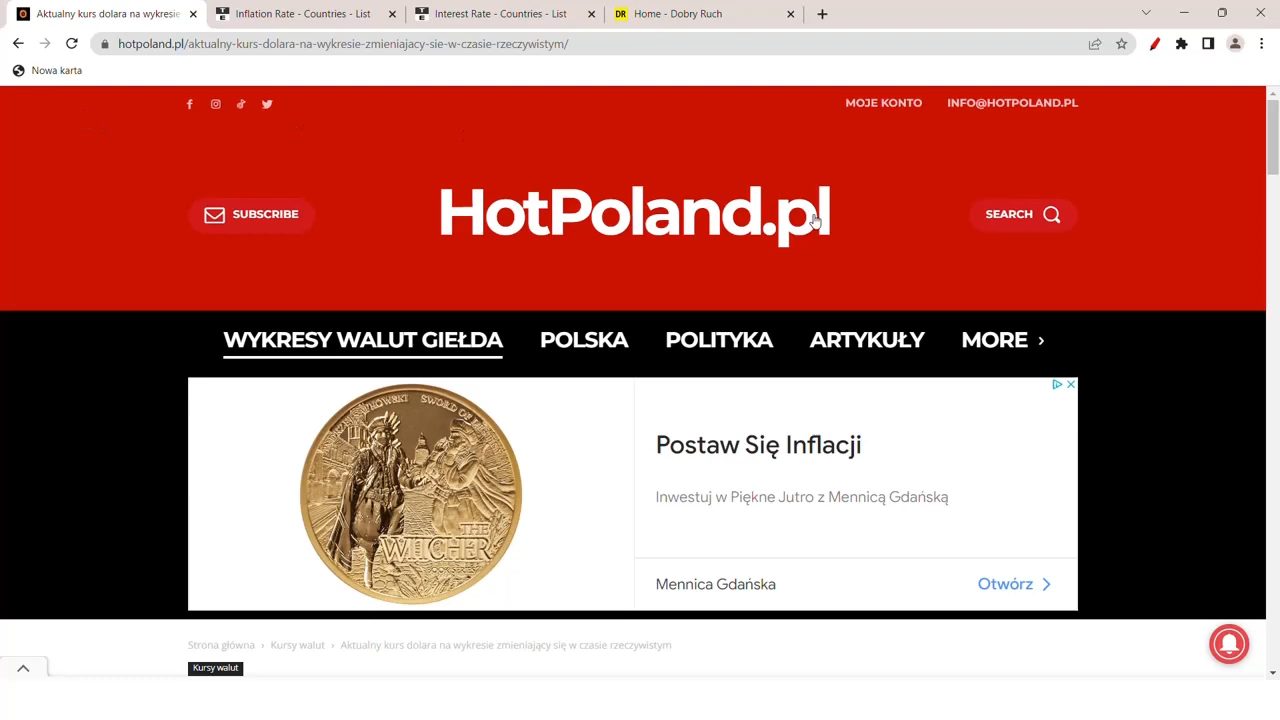 Aktualny kurs dolara na wykresie
Inflation Rate - Countries - List
Interest Rate - Countries - List
DR
Home - Dobry Ruch
hotpoland.pl/aktualny-kurs-dolara-na-wykresie-zmieniajacy-sie-w-czasie-rzeczywistym/
Nowa karta
MOJE KONTO
INFO@HOTPOLAND.PL
SUBSCRIBE
HotPoland.pl
SEARCH
WYKRESY WALUT GIEŁDA
POLSKA
POLITYKA
ARTYKUŁY
MORE
SWORD OF
THE
WITCHER
Postaw Się Inflacji
Inwestuj w Piękne Jutro z Mennicą Gdańską
Mennica Gdańska
Otwórz
Strona główna › Kursy walut › Aktualny kurs dolara na wykresie zmieniający się w czasie rzeczywistym
Kursy walut